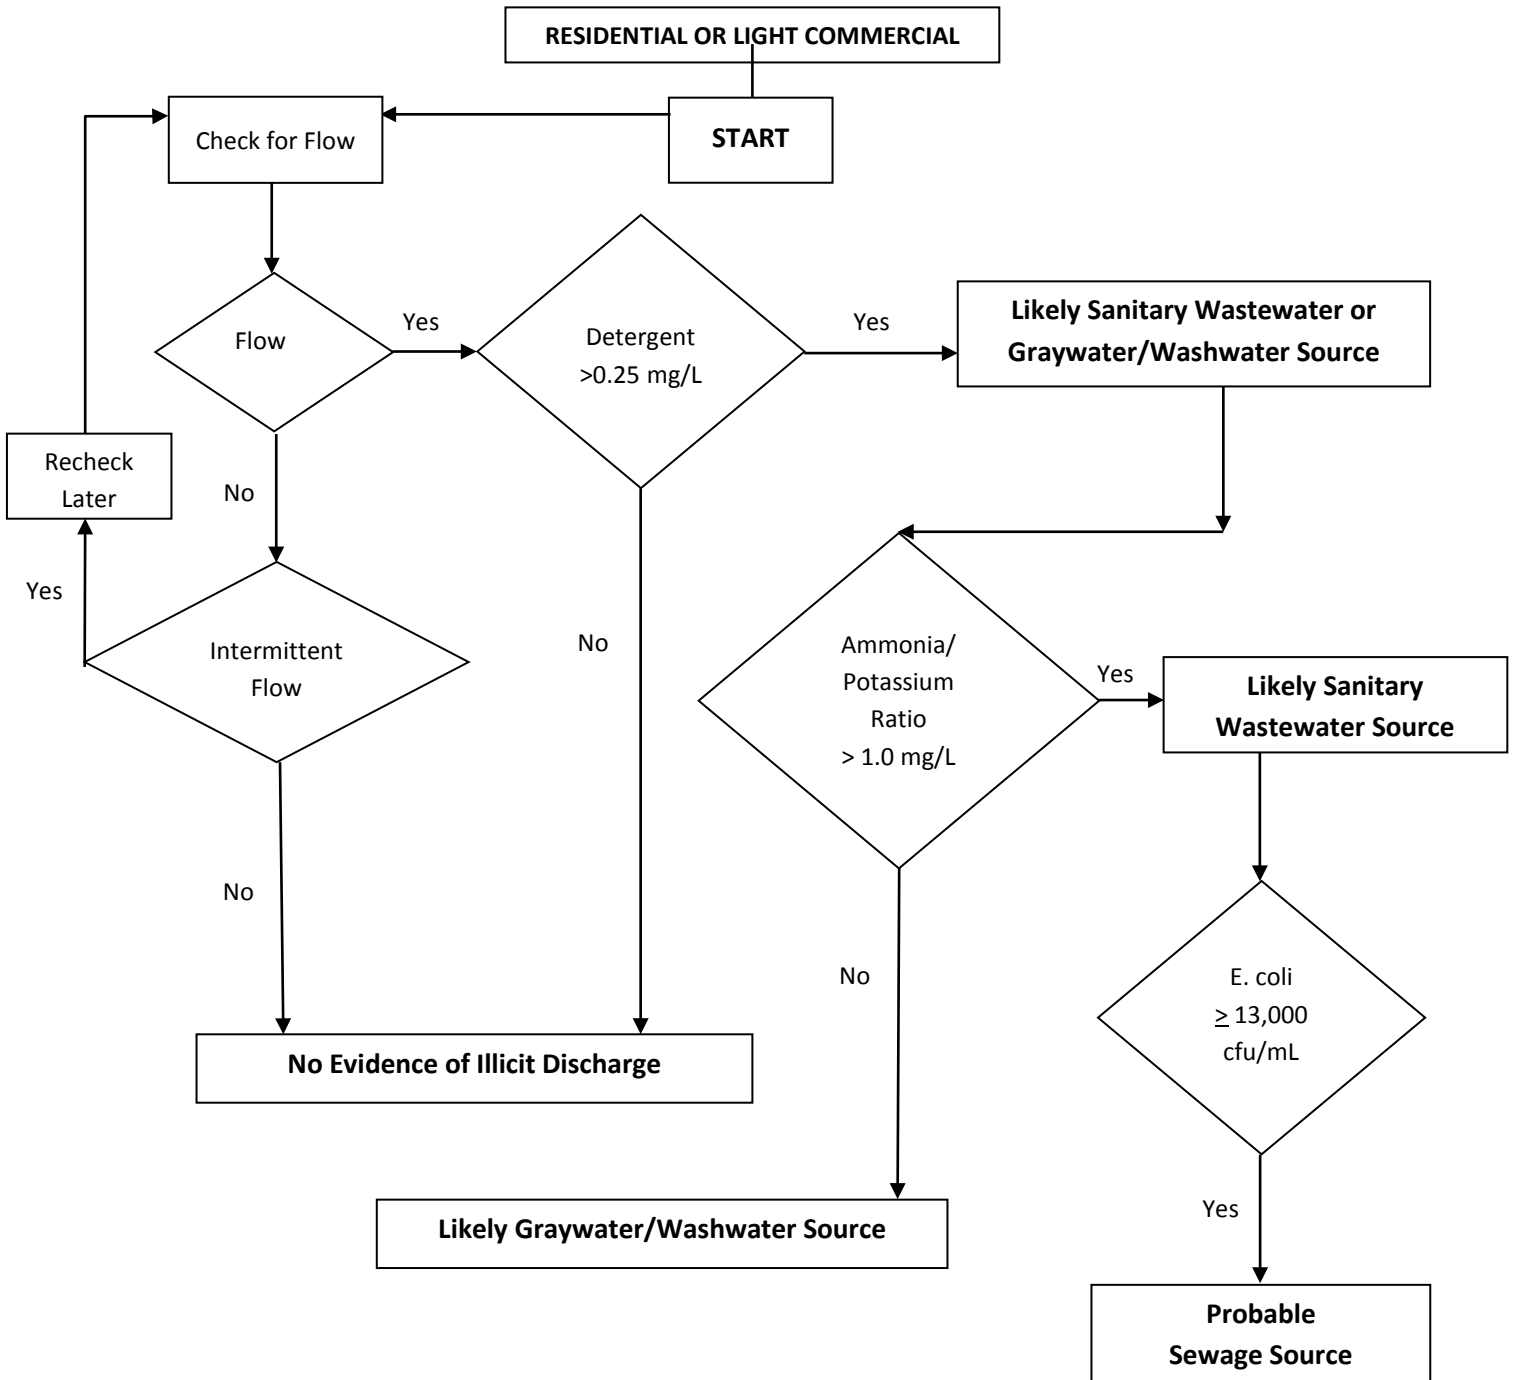 RESIDENTIAL OR LIGHT COMMERCIAL
START
Check for Flow
Flow
Yes
Detergent
>0.25 mg/L
Yes
Likely Sanitary Wastewater or
Graywater/Washwater Source
Recheck
Later
No
Yes
Intermittent
Flow
No
Ammonia/
Potassium
Ratio
> 1.0 mg/L
Yes
Likely Sanitary
Wastewater Source
No
No
E. coli
≥ 13,000
cfu/mL
No Evidence of Illicit Discharge
Likely Graywater/Washwater Source
Yes
Probable
Sewage Source